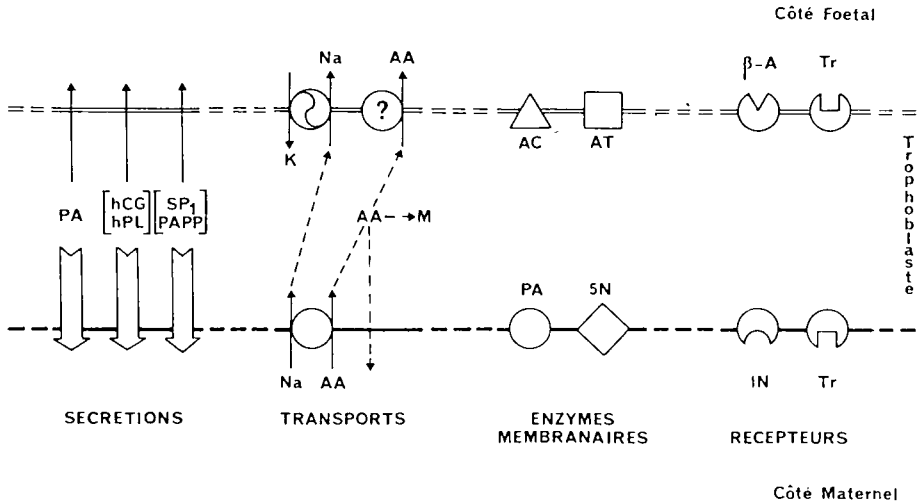 Côté Foetal
Na AA β-A Tr
?
K AC AT
PA [hCG hPL] [SP₁ PAPP]
AA → M
Trophoblaste
PA 5N
Na AA IN Tr
SECRETIONS TRANSPORTS ENZYMES MEMBRANAIRES RECEPTEURS
Côté Maternel